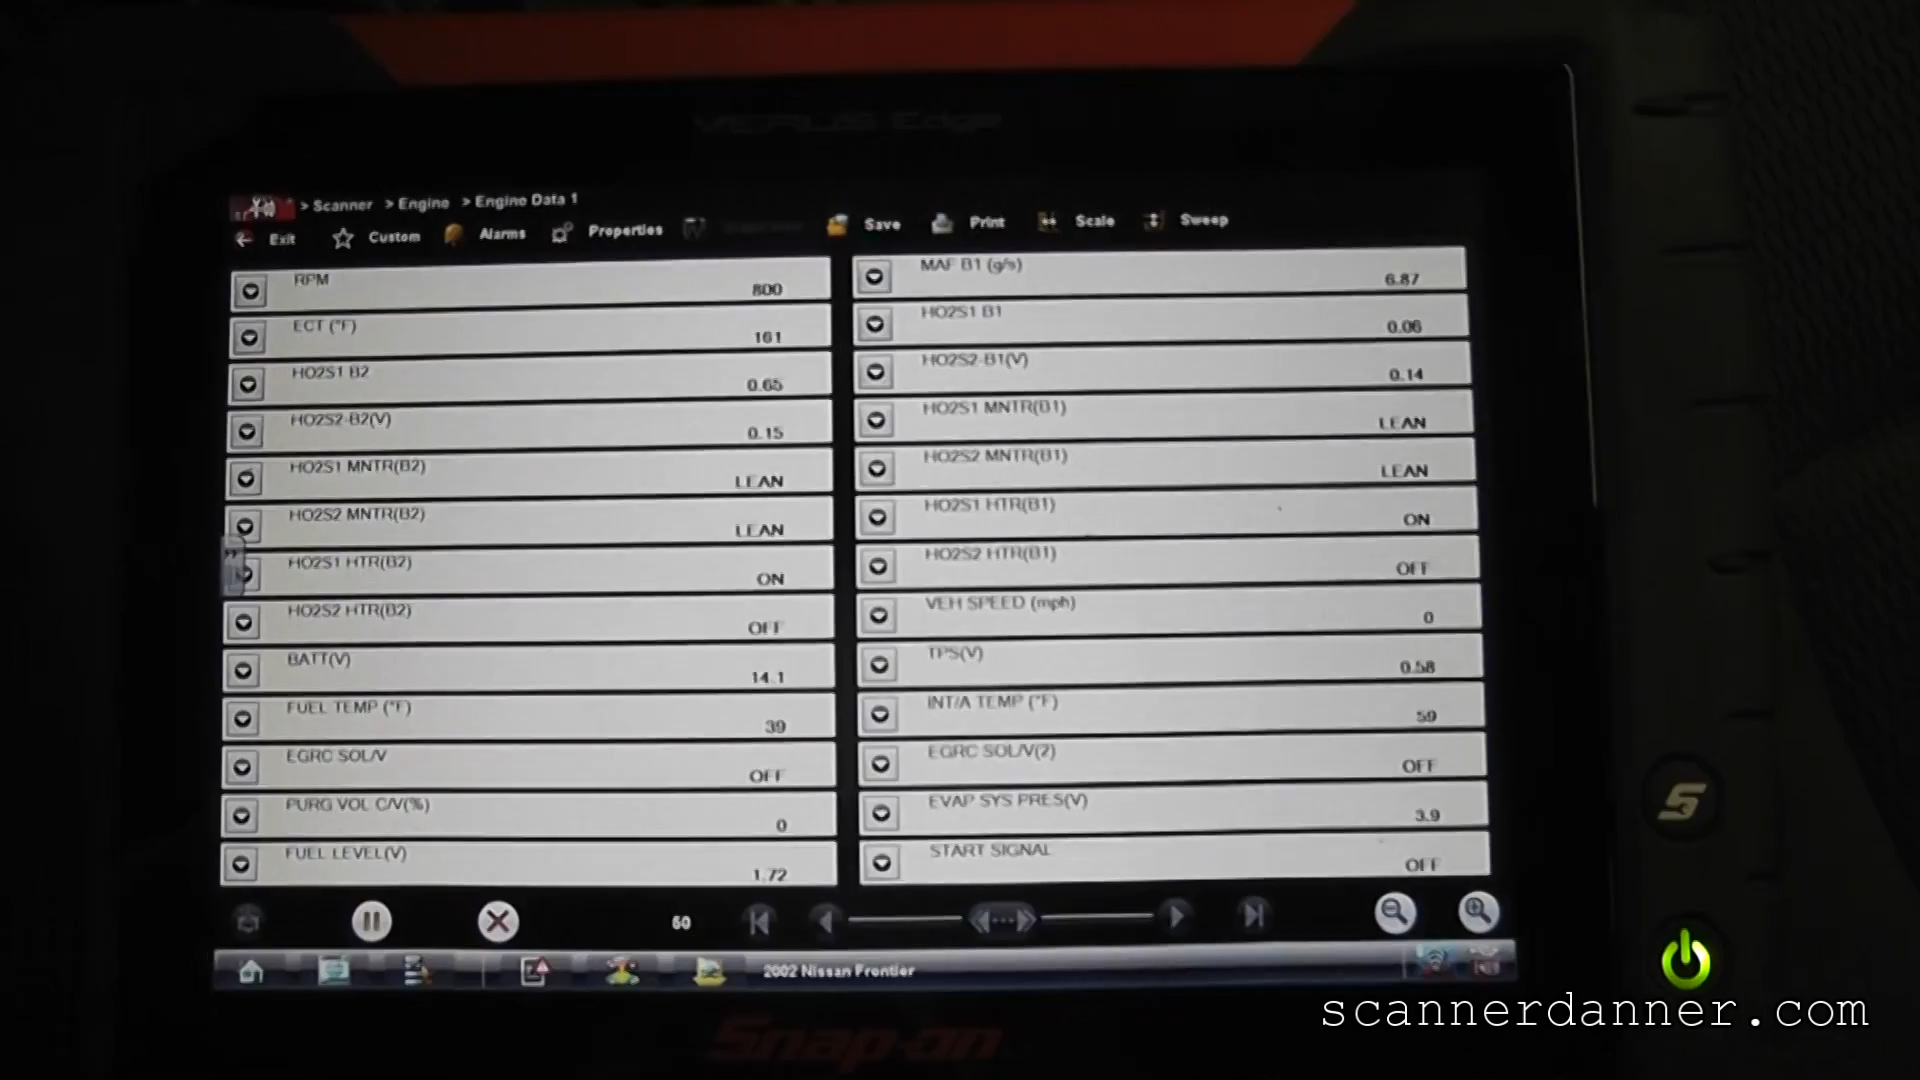 VERUS Edge
> Scanner > Engine > Engine Data 1
Exit Custom Alarms Properties Save Print Scale Sweep
RPM 800 MAF B1 (g/s) 6.87
ECT (°F) 161 HO2S1 B1 0.06
HO2S1 B2 0.65 HO2S2-B1(V) 0.14
HO2S2-B2(V) 0.15 HO2S1 MNTR(B1) LEAN
HO2S1 MNTR(B2) LEAN HO2S2 MNTR(B1) LEAN
HO2S2 MNTR(B2) LEAN HO2S1 HTR(B1) ON
HO2S1 HTR(B2) ON HO2S2 HTR(B1) OFF
HO2S2 HTR(B2) OFF VEH SPEED (mph) 0
BATT(V) 14.1 TPS(V) 0.58
FUEL TEMP (°F) 39 INT/A TEMP (°F) 59
EGRC SOL/V OFF EGRC SOL/V(2) OFF
PURG VOL C/V(%) 0 EVAP SYS PRES(V) 3.9
FUEL LEVEL(V) 1.72 START SIGNAL OFF
60
2002 Nissan Frontier
Snap-on
scannerdanner.com